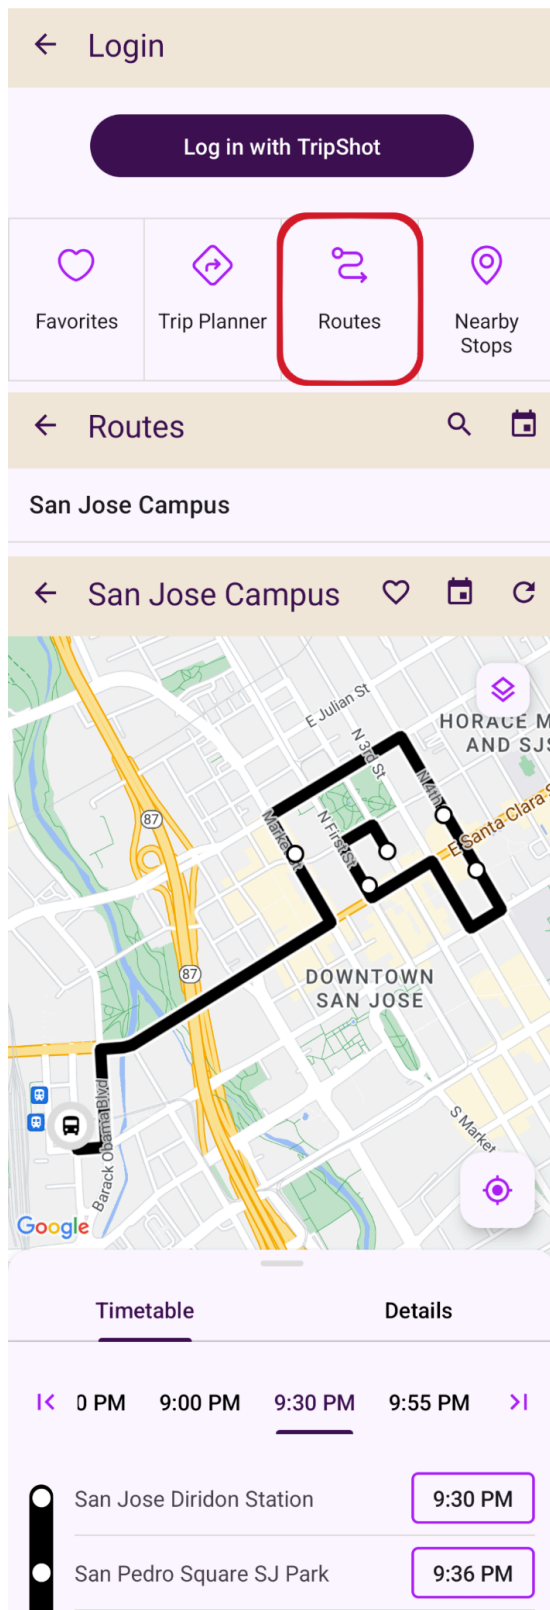 Login
Log in with TripShot
Favorites
Trip Planner
Routes
Nearby
Stops
Routes
San Jose Campus
San Jose Campus
E Julian St
HORACE M
AND SJS
N 3rd St
N 4th
87
Market
N First St
E Santa Clara S
87
DOWNTOWN
SAN JOSE
S Market
Barack Obama Blvd
Google
Timetable
Details
0 PM
9:00 PM
9:30 PM
9:55 PM
San Jose Diridon Station
9:30 PM
San Pedro Square SJ Park
9:36 PM